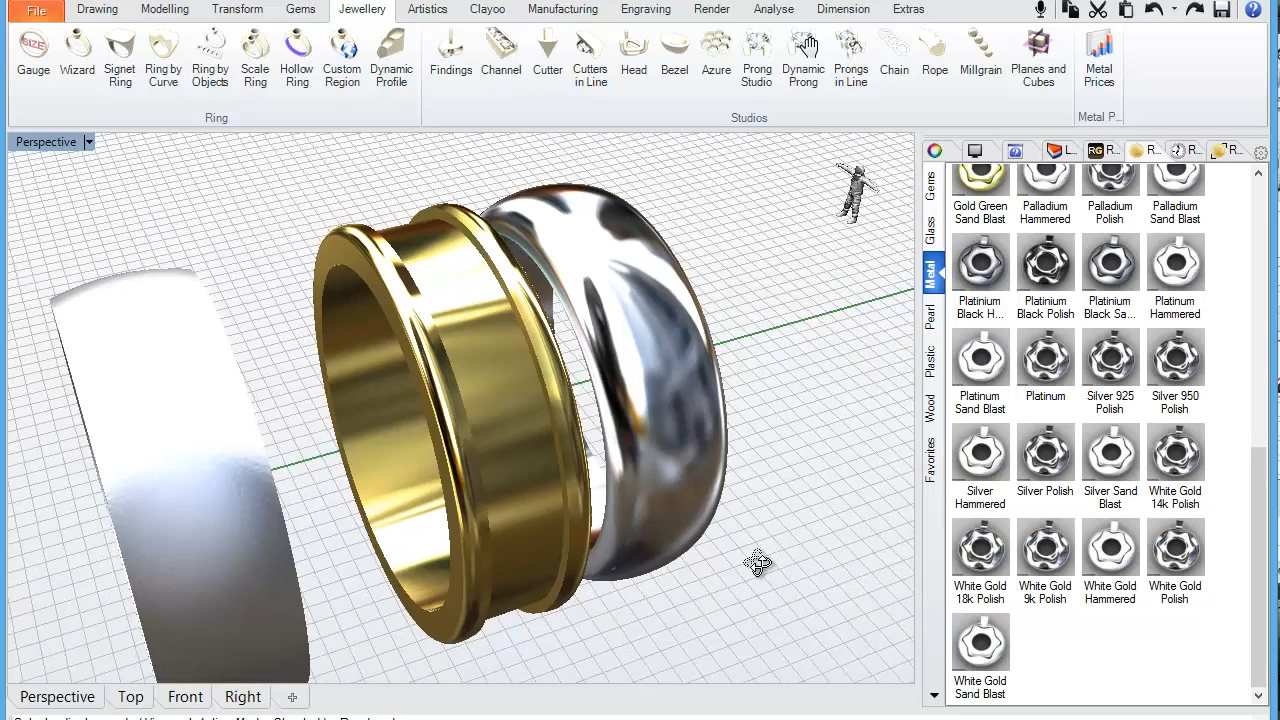 File Drawing Modelling Transform Gems Jewellery Artistics Clayoo Manufacturing Engraving Render Analyse Dimension Extras
SIZE
Gauge Wizard Signet Ring by Ring by Scale Hollow Custom Dynamic Findings Channel Cutter Cutters Head Bezel Azure Prong Dynamic Prongs Chain Rope Millgrain Planes and Metal
Ring Curve Objects Ring Ring Region Profile in Line Studio Prong in Line Cubes Prices
Ring Studios Metal P...
Perspective
L... RG R... R... R... R...
Gems
Glass
Metal
Pearl
Plastic
Wood
Favorites
Gold Green Palladium Palladium Palladium
Sand Blast Hammered Polish Sand Blast
Platinium Platinium Platinium Platinum
Black H... Black Polish Black Sa... Hammered
Platinum Platinum Silver 925 Silver 950
Sand Blast Polish Polish
Silver Silver Polish Silver Sand White Gold
Hammered Blast 14k Polish
White Gold White Gold White Gold White Gold
18k Polish 9k Polish Hammered Polish
White Gold
Sand Blast
Perspective Top Front Right